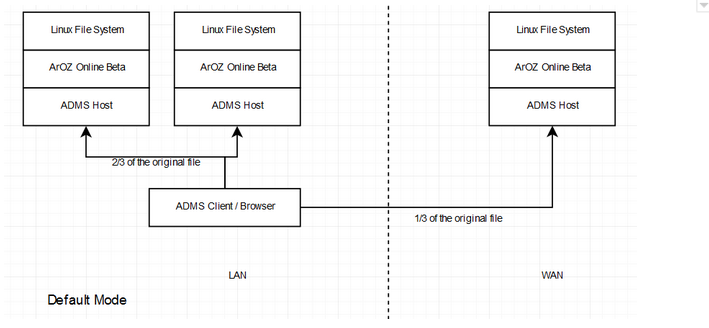 Linux File System
Linux File System
Linux File System
ArOZ Online Beta
ArOZ Online Beta
ArOZ Online Beta
ADMS Host
ADMS Host
ADMS Host
2/3 of the original file
ADMS Client / Browser
1/3 of the original file
LAN
WAN
Default Mode